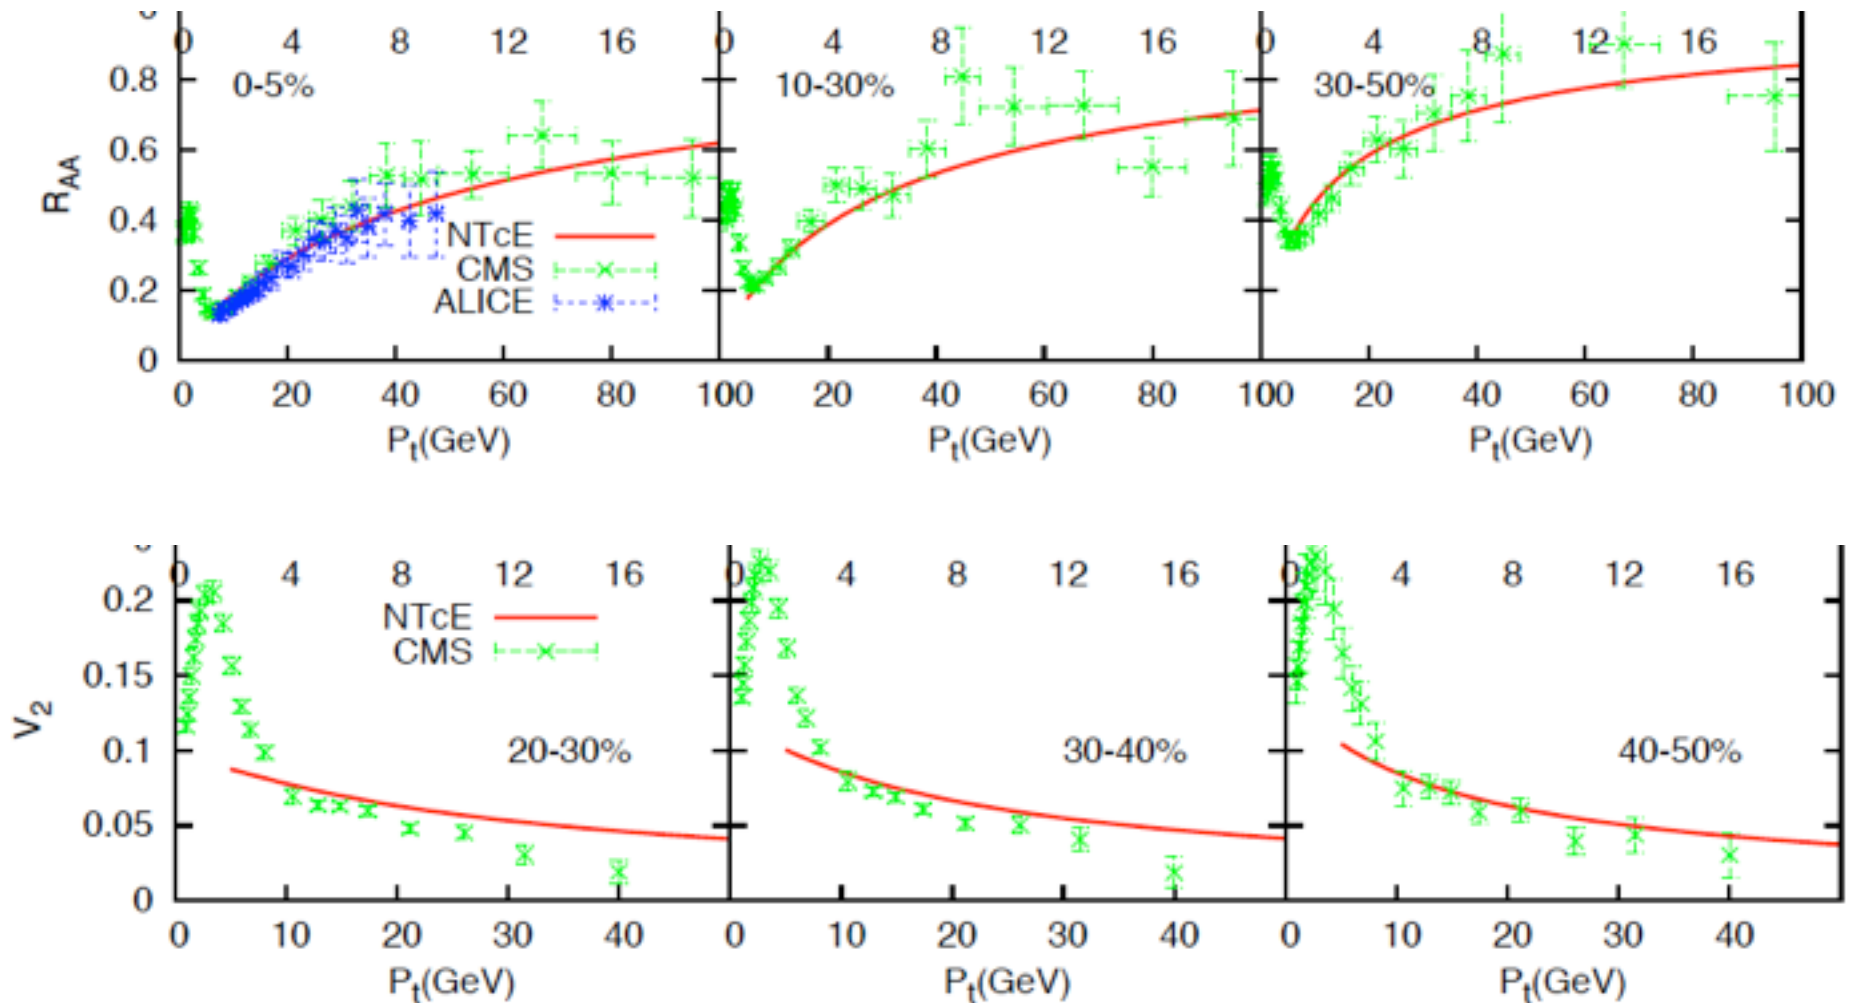 0 4 8 12 16 0 4 8 12 16 0 4 8 12 16
0.8 0-5% 10-30% 30-50%
0.6
R_AA
0.4
NTcE
CMS
0.2
ALICE
0
0 20 40 60 80 100 20 40 60 80 100 20 40 60 80 100
P_t(GeV) P_t(GeV) P_t(GeV)
0 4 8 12 16 0 4 8 12 16 0 4 8 12 16
0.2
NTcE
CMS
0.15
V_2
0.1 20-30% 30-40% 40-50%
0.05
0
0 10 20 30 40 0 10 20 30 40 0 10 20 30 40
P_t(GeV) P_t(GeV) P_t(GeV)